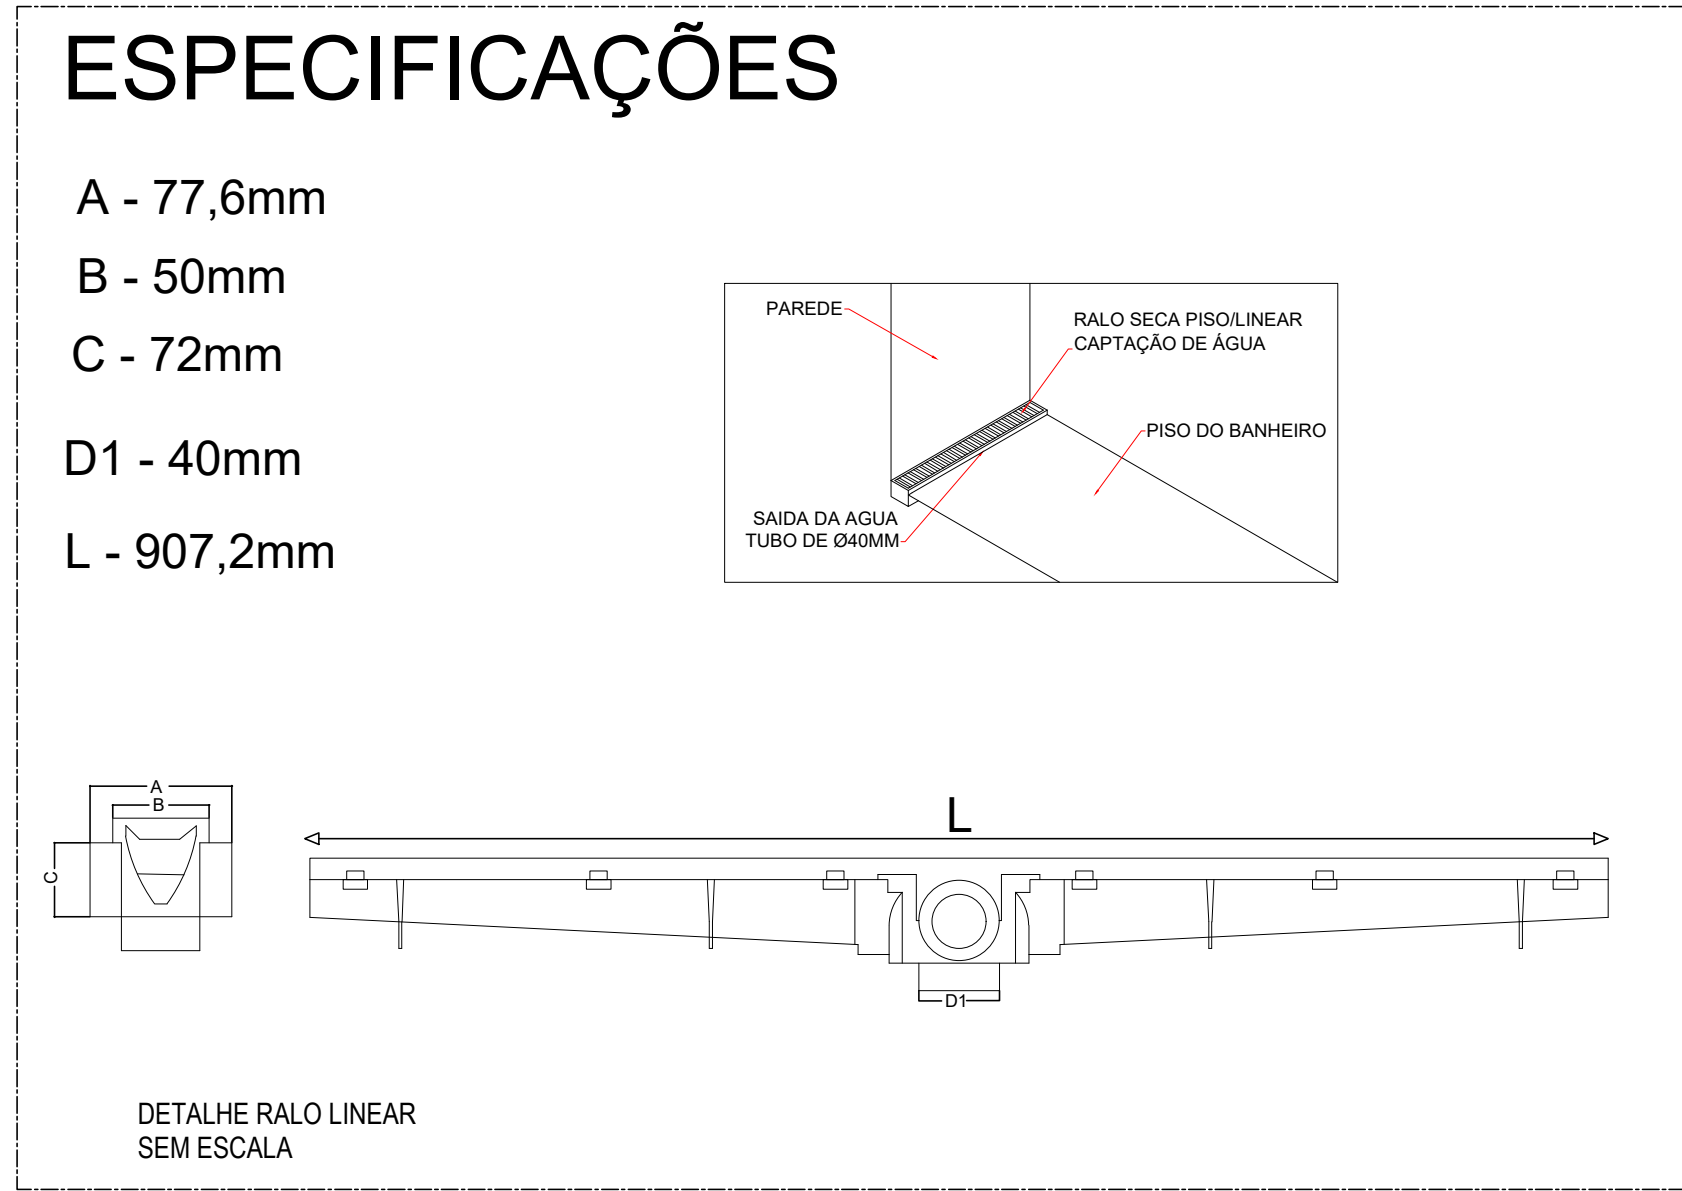 ESPECIFICAÇÕES
A - 77,6mm
B - 50mm
C - 72mm
D1 - 40mm
L - 907,2mm
PAREDE
RALO SECA PISO/LINEAR
CAPTAÇÃO DE ÁGUA
PISO DO BANHEIRO
SAIDA DA AGUA
TUBO DE Ø40MM
A
B
C
L
D1
DETALHE RALO LINEAR
SEM ESCALA